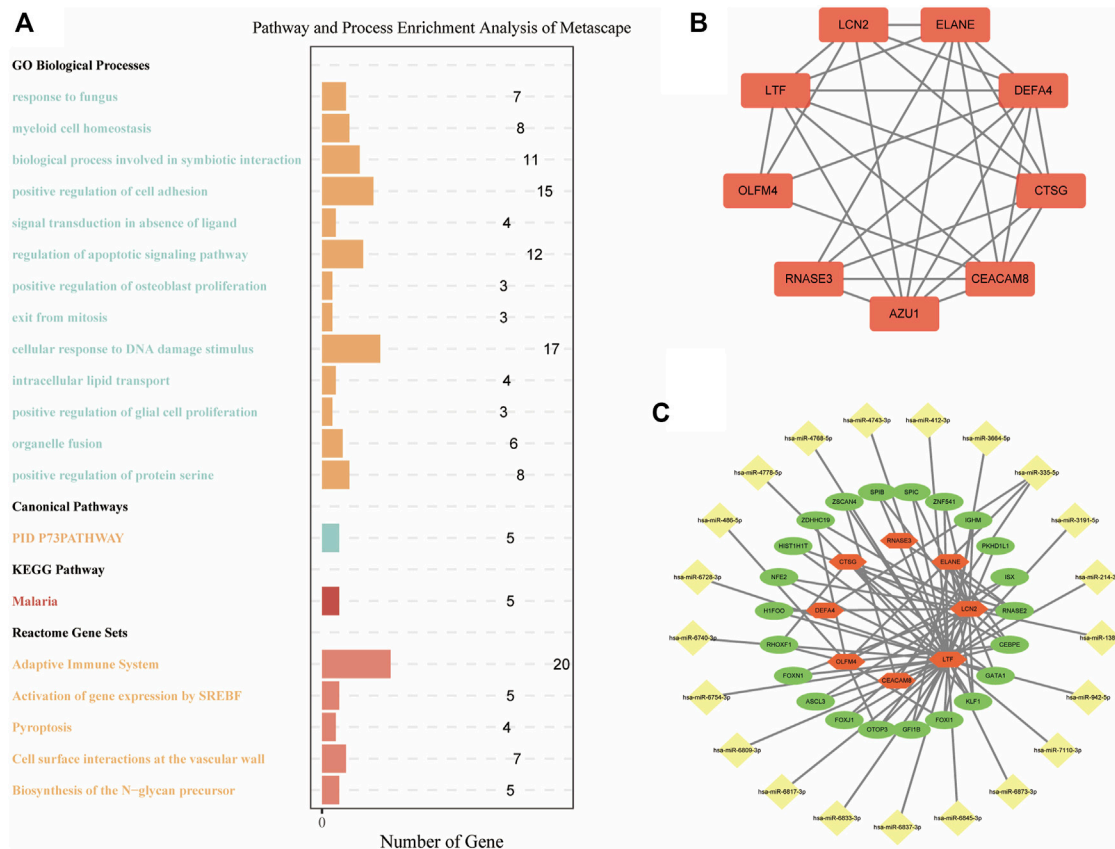 A
Pathway and Process Enrichment Analysis of Metascape
GO Biological Processes
response to fungus 7
myeloid cell homeostasis 8
biological process involved in symbiotic interaction 11
positive regulation of cell adhesion 15
signal transduction in absence of ligand 4
regulation of apoptotic signaling pathway 12
positive regulation of osteoblast proliferation 3
exit from mitosis 3
cellular response to DNA damage stimulus 17
intracellular lipid transport 4
positive regulation of glial cell proliferation 3
organelle fusion 6
positive regulation of protein serine 8
Canonical Pathways
PID P73PATHWAY 5
KEGG Pathway
Malaria 5
Reactome Gene Sets
Adaptive Immune System 20
Activation of gene expression by SREBF 5
Pyroptosis 4
Cell surface interactions at the vascular wall 7
Biosynthesis of the N−glycan precursor 5
0
Number of Gene
B
LCN2
ELANE
LTF
DEFA4
OLFM4
CTSG
RNASE3
CEACAM8
AZU1
C
hsa-miR-4743-3p
hsa-miR-412-3p
hsa-miR-4768-5p
hsa-miR-3664-5p
hsa-miR-4778-5p
hsa-miR-335-5p
hsa-miR-486-5p
hsa-miR-3191-5p
hsa-miR-6728-3p
hsa-miR-214-3
hsa-miR-6740-3p
hsa-miR-138
hsa-miR-6754-3p
hsa-miR-942-5p
hsa-miR-6809-3p
hsa-miR-7110-3p
hsa-miR-6817-3p
hsa-miR-6873-3p
hsa-miR-6833-3p
hsa-miR-6837-3p
hsa-miR-6845-3p
SPIB
SPIC
ZSCAN4
ZNF541
ZDHHC19
IGHM
HIST1H1T
PKHD1L1
NFE2
ISX
H1FOO
RNASE2
RHOXF1
CEBPE
FOXN1
GATA1
ASCL3
KLF1
FOXJ1
OTOP3
GFI1B
FOXI1
RNASE3
CTSG
ELANE
DEFA4
LCN2
OLFM4
LTF
CEACAM8